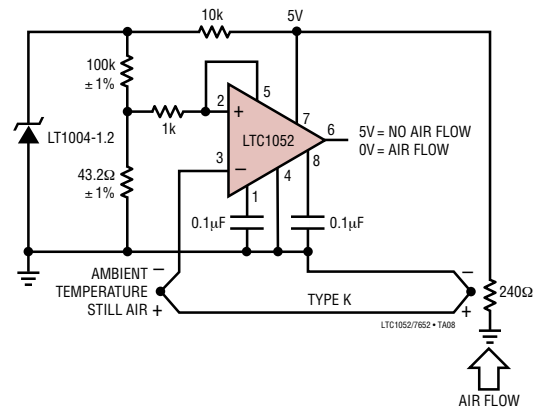 10k
5V
100k
± 1%
1k
2
+
5
7
LTC1052
6
5V = NO AIR FLOW
0V = AIR FLOW
LT1004-1.2
3
–
8
43.2Ω
± 1%
1
4
0.1µF
0.1µF
AMBIENT –
TEMPERATURE
STILL AIR +
TYPE K
–
+
240Ω
LTC1052/7652 • TA08
AIR FLOW